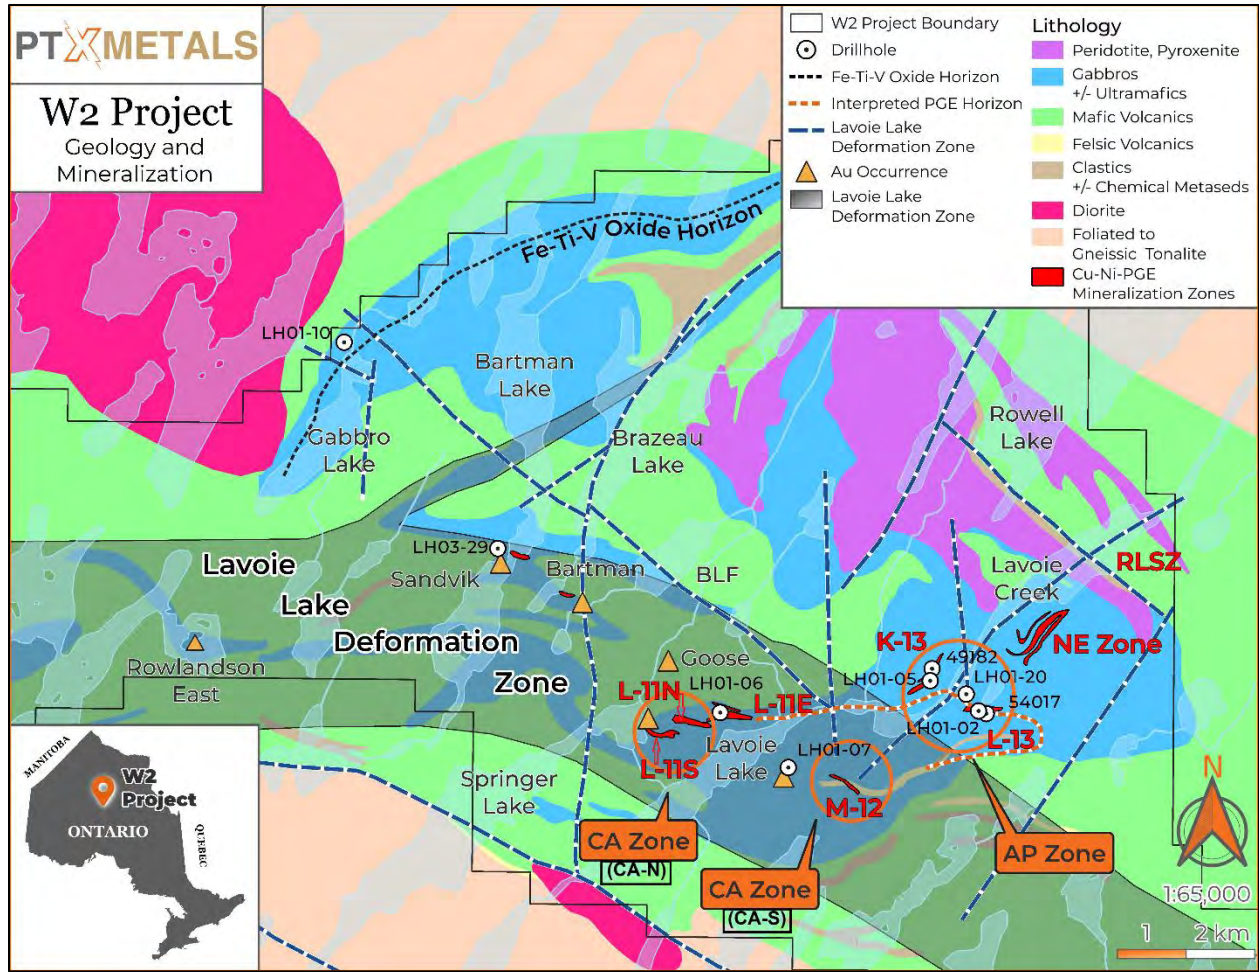 PTXMETALS
W2 Project
Geology and
Mineralization
W2 Project Boundary
Drillhole
Fe-Ti-V Oxide Horizon
Interpreted PGE Horizon
Lavoie Lake
Deformation Zone
Au Occurrence
Lavoie Lake
Deformation Zone
Lithology
Peridotite, Pyroxenite
Gabbros
+/- Ultramafics
Mafic Volcanics
Felsic Volcanics
Clastics
+/- Chemical Metaseds
Diorite
Foliated to
Gneissic Tonalite
Cu-Ni-PGE
Mineralization Zones
Fe-Ti-V Oxide Horizon
LH01-10
Bartman
Lake
Gabbro
Lake
Brazeau
Lake
Rowell
Lake
LH03-29
Sandvik
Bartman
BLF
Lavoie
Creek
RLSZ
Lavoie
Lake
Deformation
Zone
Rowlandson
East
Goose
K-13
49182
NE Zone
LH01-05
LH01-20
L-11N
LH01-06
L-11E
54017
LH01-02
L-13
L-11S
Lavoie
Lake
LH01-07
M-12
Springer
Lake
CA Zone
(CA-N)
CA Zone
(CA-S)
AP Zone
MANITOBA
W2
Project
ONTARIO
QUEBEC
N
1:65,000
1 2 km